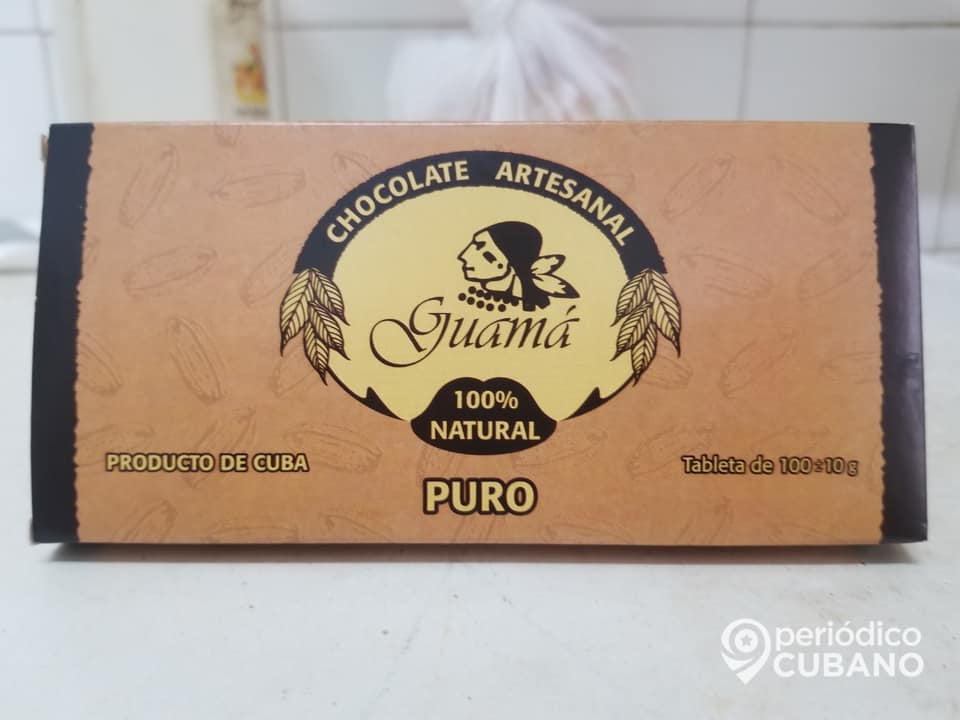 CHOCOLATE ARTESANAL
Guamá
100%
NATURAL
PRODUCTO DE CUBA
Tableta de 100±10 g
PURO
periódico
CUBANO